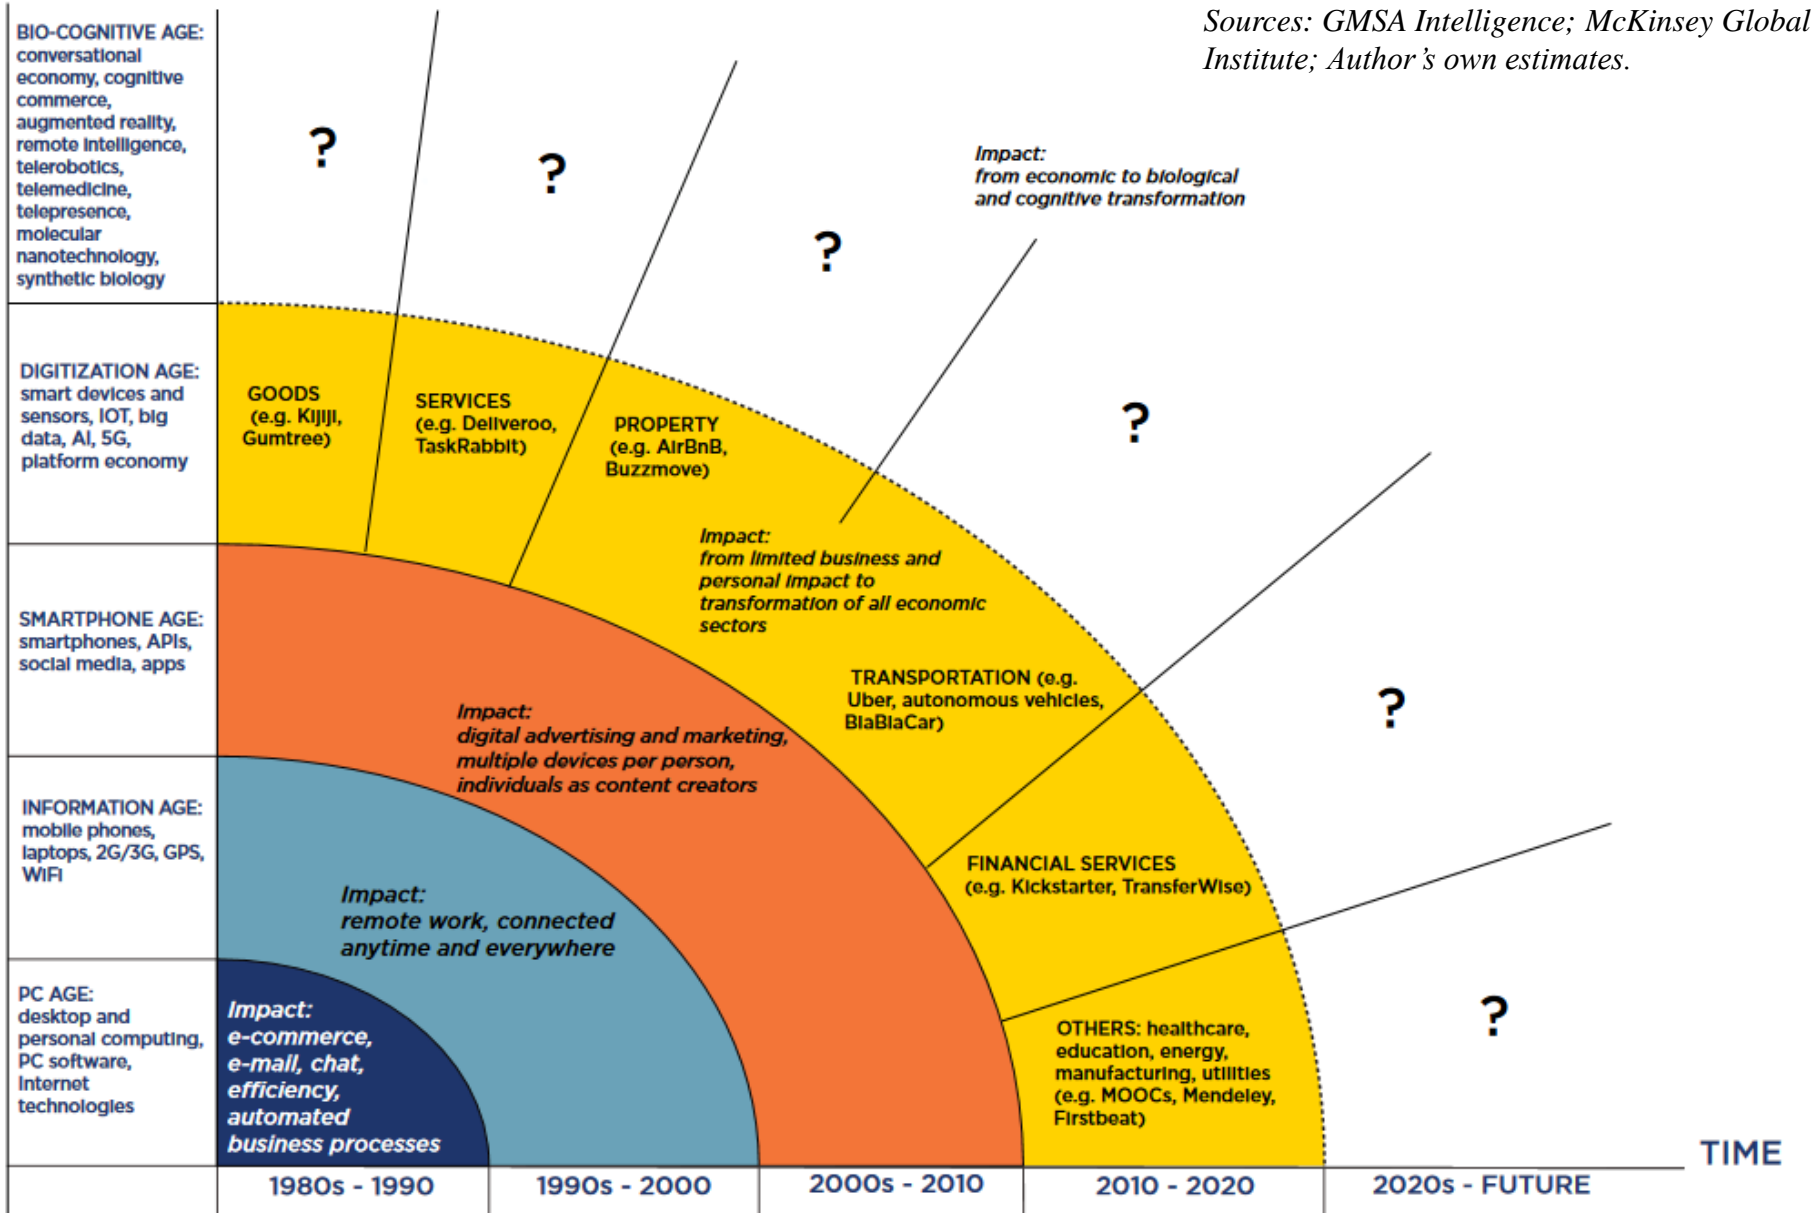 Sources: GMSA Intelligence; McKinsey Global
Institute; Author's own estimates.
BIO-COGNITIVE AGE:
conversational
economy, cognitive
commerce,
augmented reality,
remote intelligence,
telerobotics,
telemedicine,
telepresence,
molecular
nanotechnology,
synthetic biology
?
?
?
Impact:
from economic to biological
and cognitive transformation
?
?
?
DIGITIZATION AGE:
smart devices and
sensors, IOT, big
data, AI, 5G,
platform economy
GOODS
(e.g. Kijiji,
Gumtree)
SERVICES
(e.g. Deliveroo,
TaskRabbit)
PROPERTY
(e.g. AirBnB,
Buzzmove)
Impact:
from limited business and
personal impact to
transformation of all economic
sectors
TRANSPORTATION (e.g.
Uber, autonomous vehicles,
BlaBlaCar)
FINANCIAL SERVICES
(e.g. Kickstarter, TransferWise)
OTHERS: healthcare,
education, energy,
manufacturing, utilities
(e.g. MOOCs, Mendeley,
Firstbeat)
SMARTPHONE AGE:
smartphones, APIs,
social media, apps
Impact:
digital advertising and marketing,
multiple devices per person,
individuals as content creators
INFORMATION AGE:
mobile phones,
laptops, 2G/3G, GPS,
WiFi
Impact:
remote work, connected
anytime and everywhere
PC AGE:
desktop and
personal computing,
PC software,
Internet
technologies
Impact:
e-commerce,
e-mail, chat,
efficiency,
automated
business processes
TIME
1980s - 1990
1990s - 2000
2000s - 2010
2010 - 2020
2020s - FUTURE